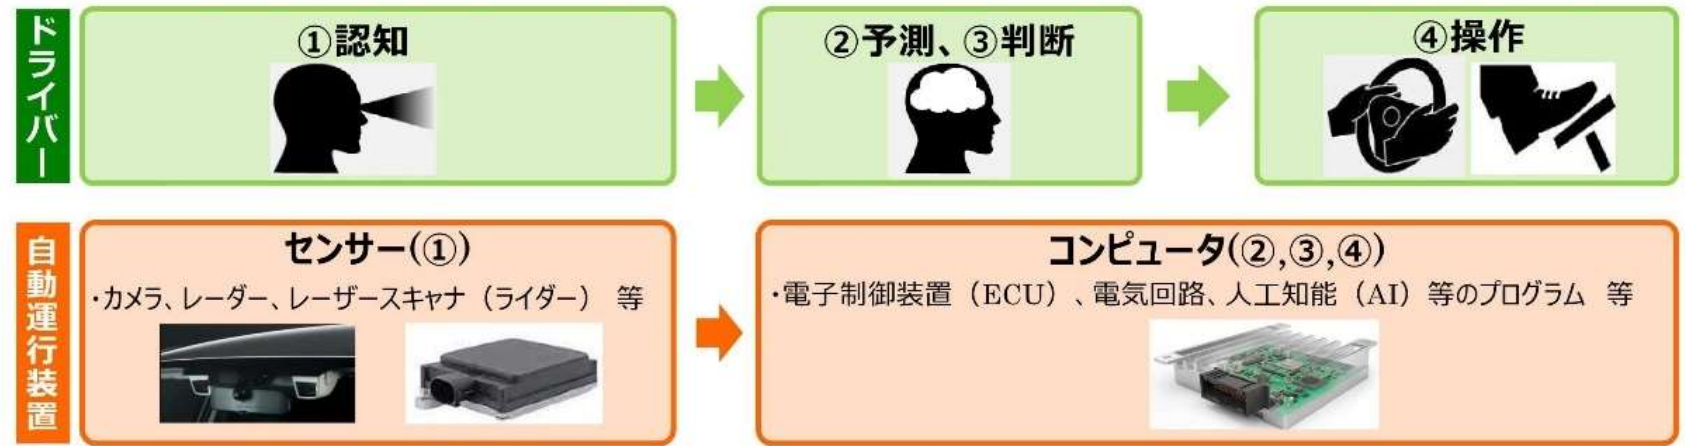 ドライバー
①認知
②予測、③判断
④操作
自動運行装置
センサー(①)
・カメラ、レーダー、レーザースキャナ（ライダー） 等
コンピュータ(②,③,④)
・電子制御装置（ECU）、電気回路、人工知能（AI）等のプログラム 等